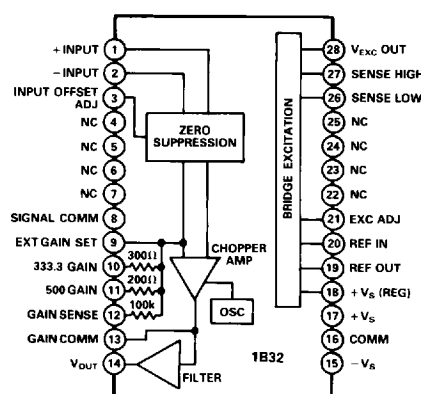 + INPUT 1
- INPUT 2
INPUT OFFSET
ADJ 3
NC 4
NC 5
NC 6
NC 7
SIGNAL COMM 8
EXT GAIN SET 9
333.3 GAIN 10
500 GAIN 11
GAIN SENSE 12
GAIN COMM 13
VOUT 14
ZERO
SUPPRESSION
300Ω
200Ω
100k
CHOPPER
AMP
OSC
FILTER
1B32
BRIDGE EXCITATION
28 VEXC OUT
27 SENSE HIGH
26 SENSE LOW
25 NC
24 NC
23 NC
22 NC
21 EXC ADJ
20 REF IN
19 REF OUT
18 +VS (REG)
17 +VS
16 COMM
15 -VS